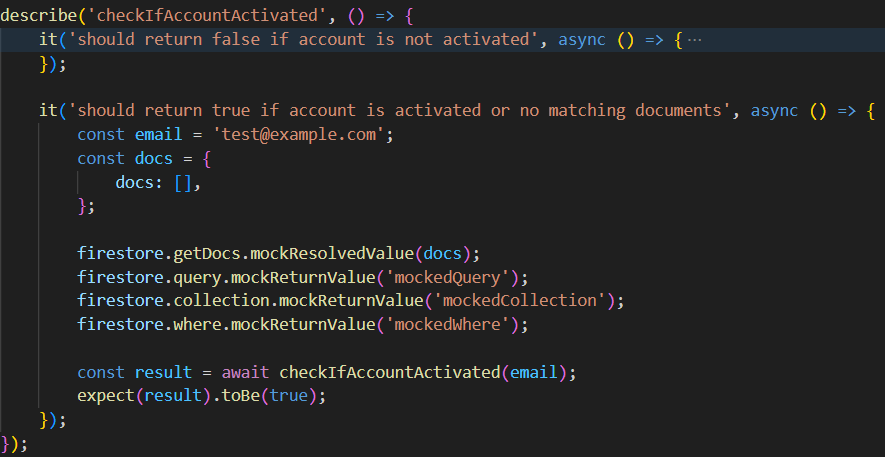 describe('checkIfAccountActivated', () => {
    it('should return false if account is not activated', async () => { ···
    });

    it('should return true if account is activated or no matching documents', async () => {
        const email = 'test@example.com';
        const docs = {
            docs: [],
        };

        firestore.getDocs.mockResolvedValue(docs);
        firestore.query.mockReturnValue('mockedQuery');
        firestore.collection.mockReturnValue('mockedCollection');
        firestore.where.mockReturnValue('mockedWhere');

        const result = await checkIfAccountActivated(email);
        expect(result).toBe(true);
    });
});